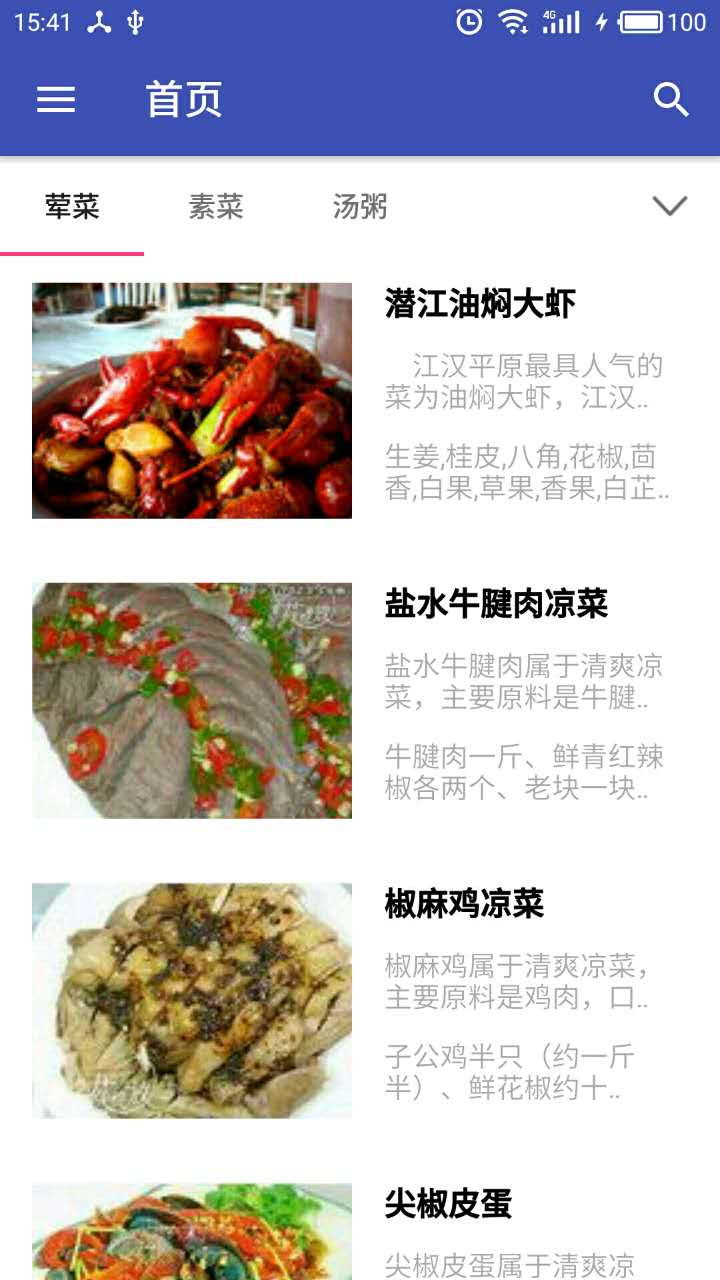 15:41
4G
100
首页
荤菜
素菜
汤粥
潜江油焖大虾
江汉平原最具人气的
菜为油焖大虾，江汉..
生姜,桂皮,八角,花椒,茴
香,白果,草果,香果,白芷..
盐水牛腱肉凉菜
盐水牛腱肉属于清爽凉
菜，主要原料是牛腱..
牛腱肉一斤、鲜青红辣
椒各两个、老块一块..
椒麻鸡凉菜
椒麻鸡属于清爽凉菜，
主要原料是鸡肉，口..
子公鸡半只（约一斤
半）、鲜花椒约十..
尖椒皮蛋
尖椒皮蛋属于清爽凉